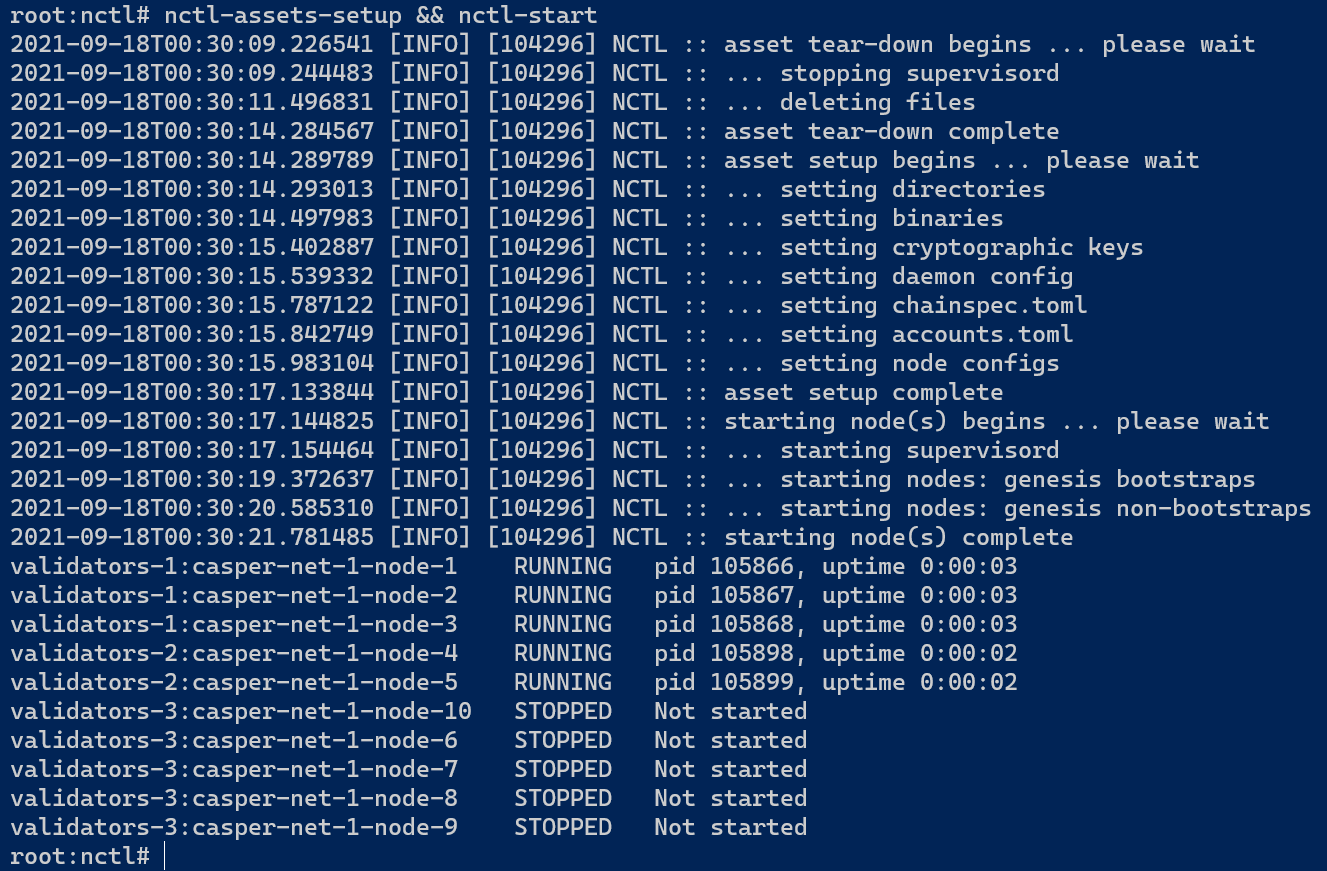 root:nctl# nctl-assets-setup && nctl-start
2021-09-18T00:30:09.226541 [INFO] [104296] NCTL :: asset tear-down begins ... please wait
2021-09-18T00:30:09.244483 [INFO] [104296] NCTL :: ... stopping supervisord
2021-09-18T00:30:11.496831 [INFO] [104296] NCTL :: ... deleting files
2021-09-18T00:30:14.284567 [INFO] [104296] NCTL :: asset tear-down complete
2021-09-18T00:30:14.289789 [INFO] [104296] NCTL :: asset setup begins ... please wait
2021-09-18T00:30:14.293013 [INFO] [104296] NCTL :: ... setting directories
2021-09-18T00:30:14.497983 [INFO] [104296] NCTL :: ... setting binaries
2021-09-18T00:30:15.402887 [INFO] [104296] NCTL :: ... setting cryptographic keys
2021-09-18T00:30:15.539332 [INFO] [104296] NCTL :: ... setting daemon config
2021-09-18T00:30:15.787122 [INFO] [104296] NCTL :: ... setting chainspec.toml
2021-09-18T00:30:15.842749 [INFO] [104296] NCTL :: ... setting accounts.toml
2021-09-18T00:30:15.983104 [INFO] [104296] NCTL :: ... setting node configs
2021-09-18T00:30:17.133844 [INFO] [104296] NCTL :: asset setup complete
2021-09-18T00:30:17.144825 [INFO] [104296] NCTL :: starting node(s) begins ... please wait
2021-09-18T00:30:17.154464 [INFO] [104296] NCTL :: ... starting supervisord
2021-09-18T00:30:19.372637 [INFO] [104296] NCTL :: ... starting nodes: genesis bootstraps
2021-09-18T00:30:20.585310 [INFO] [104296] NCTL :: ... starting nodes: genesis non-bootstraps
2021-09-18T00:30:21.781485 [INFO] [104296] NCTL :: starting node(s) complete
validators-1:casper-net-1-node-1    RUNNING   pid 105866, uptime 0:00:03
validators-1:casper-net-1-node-2    RUNNING   pid 105867, uptime 0:00:03
validators-1:casper-net-1-node-3    RUNNING   pid 105868, uptime 0:00:03
validators-2:casper-net-1-node-4    RUNNING   pid 105898, uptime 0:00:02
validators-2:casper-net-1-node-5    RUNNING   pid 105899, uptime 0:00:02
validators-3:casper-net-1-node-10   STOPPED   Not started
validators-3:casper-net-1-node-6    STOPPED   Not started
validators-3:casper-net-1-node-7    STOPPED   Not started
validators-3:casper-net-1-node-8    STOPPED   Not started
validators-3:casper-net-1-node-9    STOPPED   Not started
root:nctl#